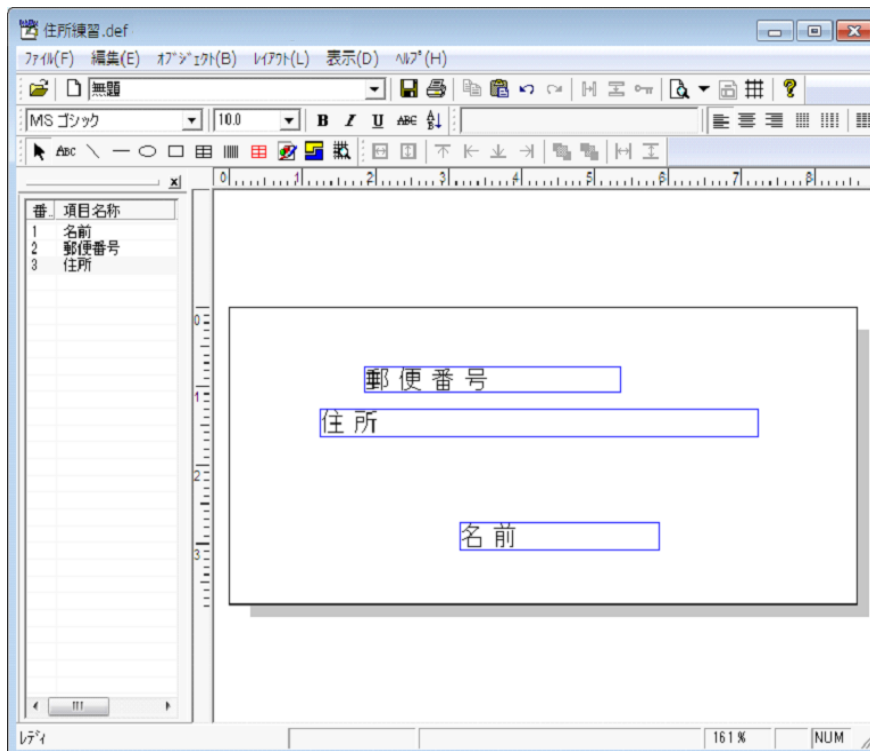 住所練習.def
ﾌｧｲﾙ(F) 編集(E) ｵﾌﾞｼﾞｪｸﾄ(B) ﾚｲｱｳﾄ(L) 表示(D) ﾍﾙﾌﾟ(H)
無題
MS ゴシック 10.0 B I U ABC A B
ABC
0 1 2 3 4 5 6 7 8
番. 項目名称
1 名前
2 郵便番号
3 住所
0
郵便番号
1
住所
2
名前
3
ﾚﾃﾞｨ 161% NUM